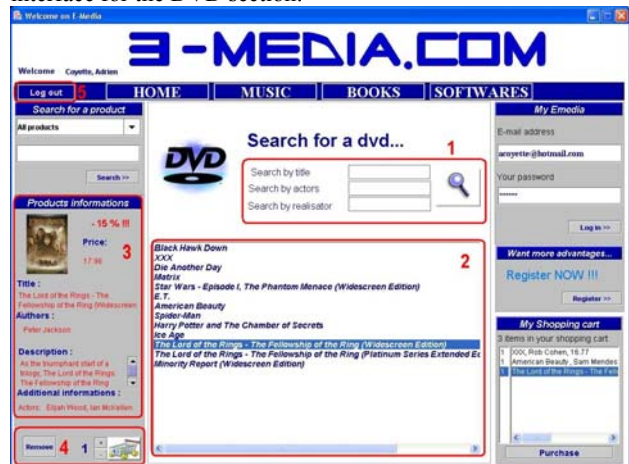 interface for the DVD section.
Welcome on E-Media
3-MEDIA.COM
Welcome Coyette, Adrien
Log out 5 HOME MUSIC BOOKS SOFTWARES
Search for a product
All products
Search >>
Products informations
- 15 % !!!
Price:
17.98
3
Title :
The Lord of the Rings - The
Fellowship of the Ring (Widescreen
Authors :
Peter Jackson
Description :
As the triumphant start of a
trilogy, The Lord of the Rings:
The Fellowship of the Ring
Additional informations :
Actors: Elijah Wood, Ian McKellen
Remove 4 1
DVD
Search for a dvd...
1
Search by title
Search by actors
Search by realisator
2
Black Hawk Down
XXX
Die Another Day
Matrix
Star Wars - Episode I, The Phantom Menace (Widescreen Edition)
E.T.
American Beauty
Spider-Man
Harry Potter and The Chamber of Secrets
Ice Age
The Lord of the Rings - The Fellowship of the Ring (Widescreen Edition)
The Lord of the Rings - The Fellowship of the Ring (Platinum Series Extended Ec
Minority Report (Widescreen Edition)
My Emedia
E-mail address
acoyette@hotmail.com
Your password
******
Log in >>
Want more advantages...
Register NOW !!!
Register >>
My Shopping cart
3 items in your shopping cart
1 XXX, Rob Cohen, 16.77
1 American Beauty, Sam Mendes
1 The Lord of the Rings - The Fell
Purchase